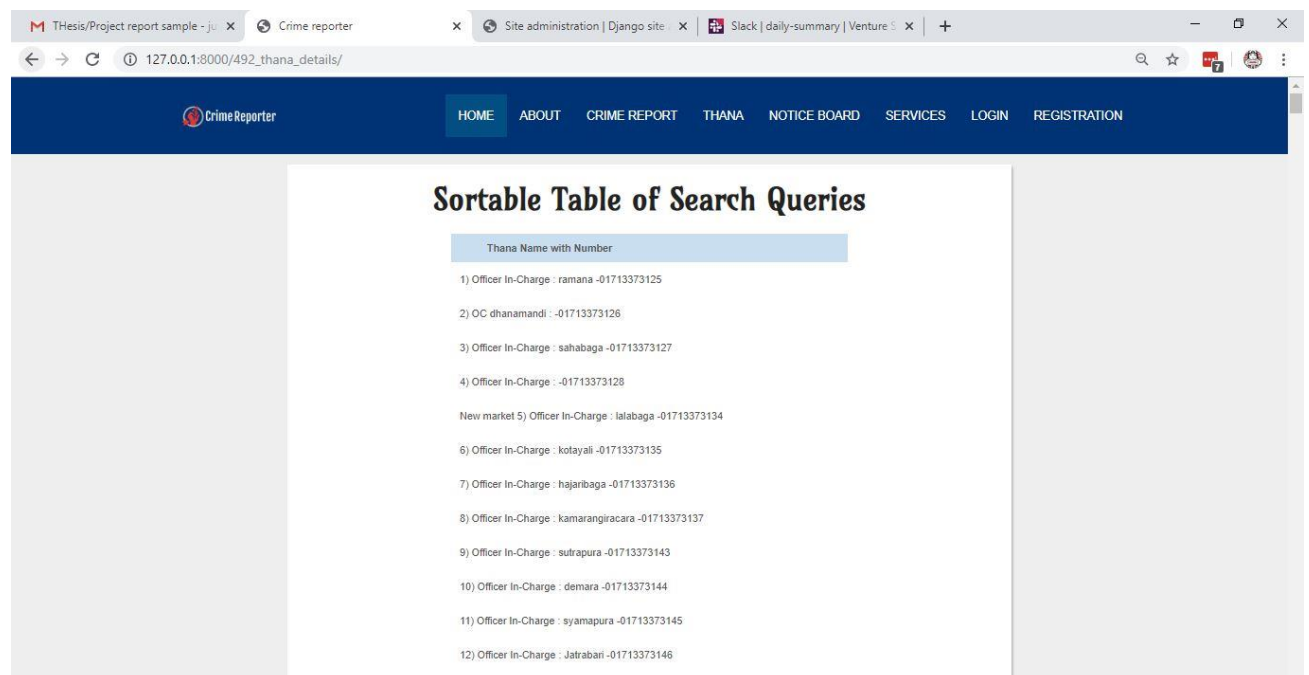 THesis/Project report sample - ju
Crime reporter
Site administration | Django site
Slack | daily-summary | Venture S
127.0.0.1:8000/492_thana_details/
7
Crime Reporter
HOME ABOUT CRIME REPORT THANA NOTICE BOARD SERVICES LOGIN REGISTRATION
Sortable Table of Search Queries
Thana Name with Number
1) Officer In-Charge : ramana -01713373125
2) OC dhanamandi : -01713373126
3) Officer In-Charge : sahabaga -01713373127
4) Officer In-Charge : -01713373128
New market 5) Officer In-Charge : lalabaga -01713373134
6) Officer In-Charge : kotayali -01713373135
7) Officer In-Charge : hajaribaga -01713373136
8) Officer In-Charge : kamarangiracara -01713373137
9) Officer In-Charge : sutrapura -01713373143
10) Officer In-Charge : demara -01713373144
11) Officer In-Charge : syamapura -01713373145
12) Officer In-Charge : Jatrabari -01713373146